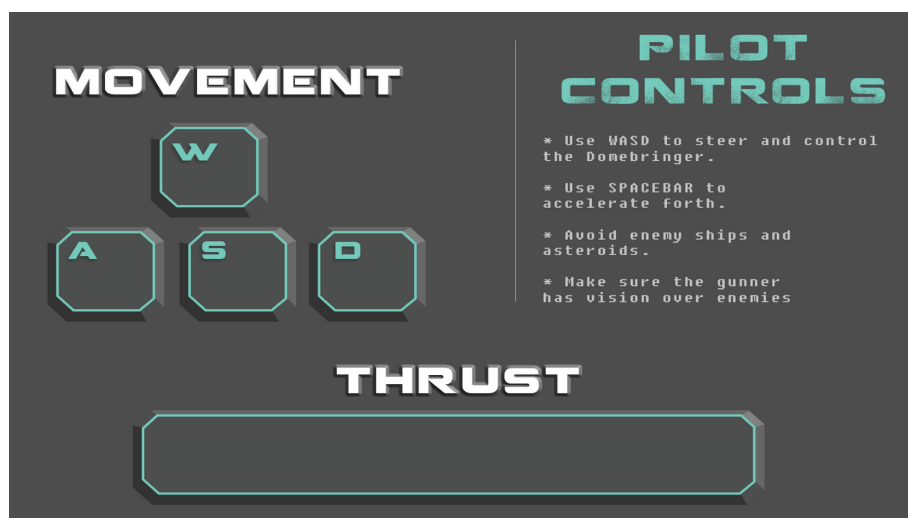 MOVEMENT
W
A S D
PILOT
CONTROLS
* Use WASD to steer and control
the Domebringer.
* Use SPACEBAR to
accelerate forth.
* Avoid enemy ships and
asteroids.
* Make sure the gunner
has vision over enemies
THRUST